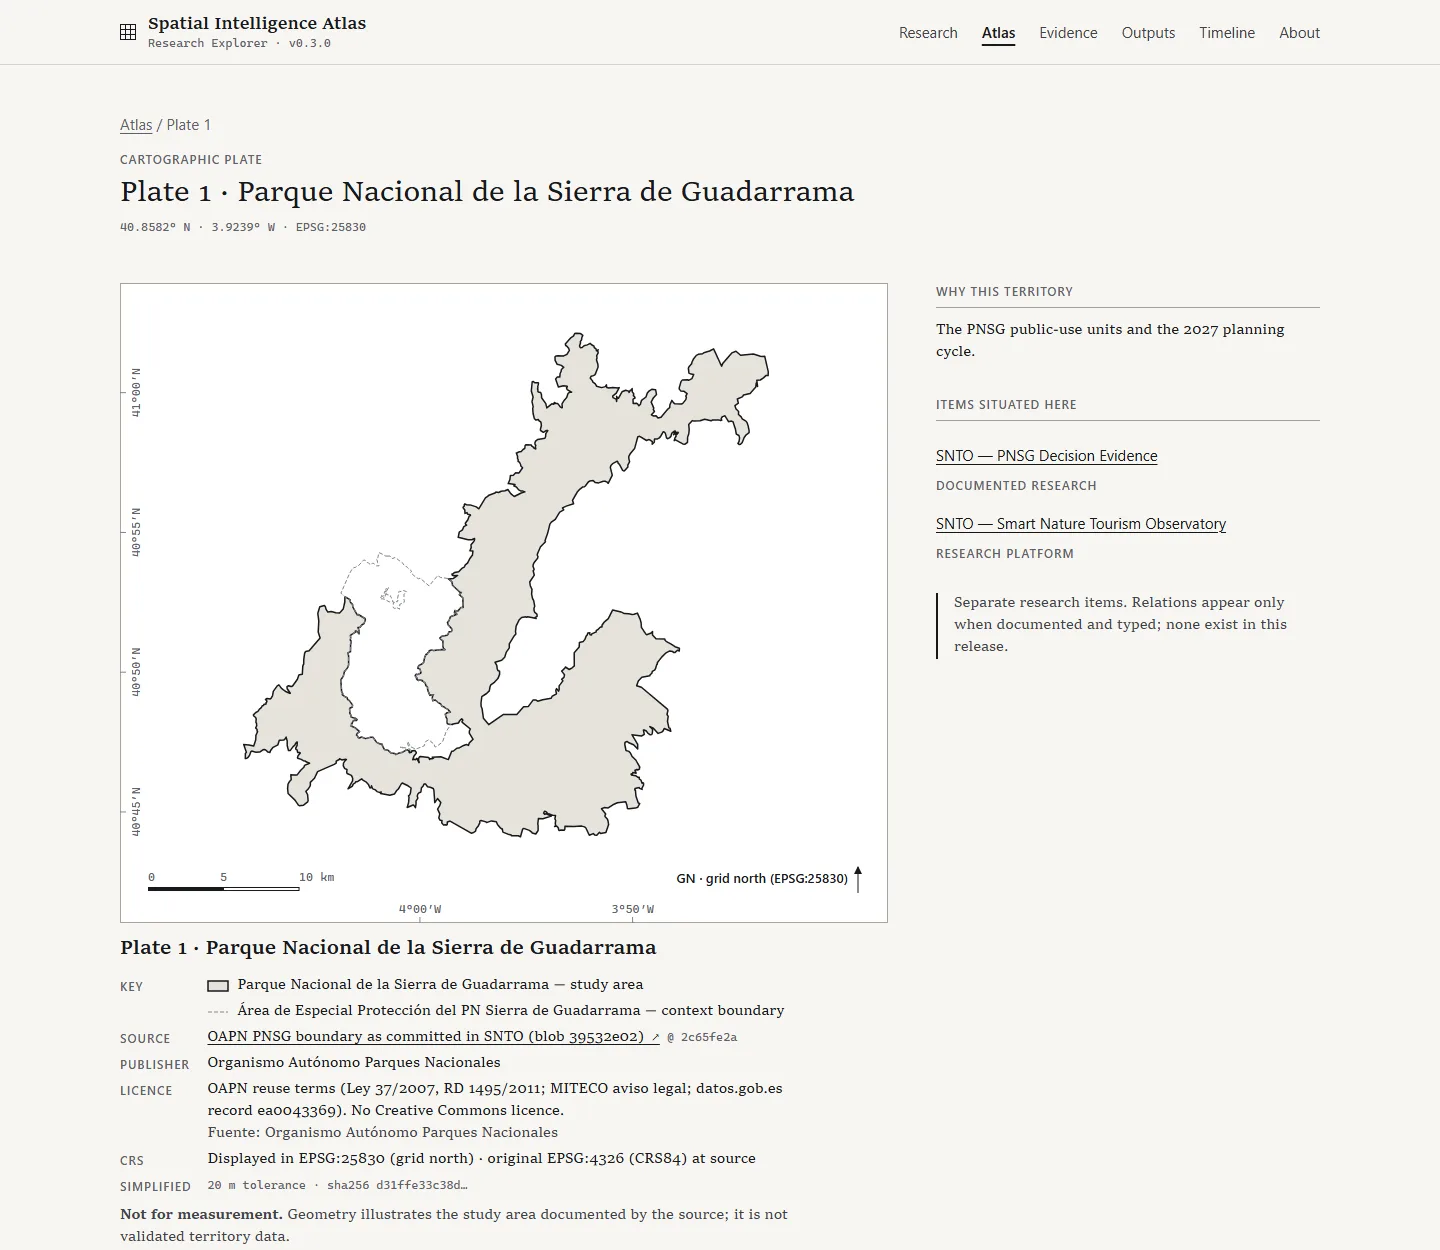 Spatial Intelligence Atlas
Research Explorer · v0.3.0
Research Atlas Evidence Outputs Timeline About
Atlas / Plate 1
CARTOGRAPHIC PLATE
Plate 1 · Parque Nacional de la Sierra de Guadarrama
40.8582° N · 3.9239° W · EPSG:25830
41°00′N
40°55′N
40°50′N
40°45′N
0 5 10 km
GN · grid north (EPSG:25830)
4°00′W 3°50′W
WHY THIS TERRITORY
The PNSG public-use units and the 2027 planning
cycle.
ITEMS SITUATED HERE
SNTO — PNSG Decision Evidence
DOCUMENTED RESEARCH
SNTO — Smart Nature Tourism Observatory
RESEARCH PLATFORM
Separate research items. Relations appear only
when documented and typed; none exist in this
release.
Plate 1 · Parque Nacional de la Sierra de Guadarrama
KEY Parque Nacional de la Sierra de Guadarrama — study area
Área de Especial Protección del PN Sierra de Guadarrama — context boundary
SOURCE OAPN PNSG boundary as committed in SNTO (blob 39532e02) ↗ @ 2c65fe2a
PUBLISHER Organismo Autónomo Parques Nacionales
LICENCE OAPN reuse terms (Ley 37/2007, RD 1495/2011; MITECO aviso legal; datos.gob.es
record ea0043369). No Creative Commons licence.
Fuente: Organismo Autónomo Parques Nacionales
CRS Displayed in EPSG:25830 (grid north) · original EPSG:4326 (CRS84) at source
SIMPLIFIED 20 m tolerance · sha256 d31ffe33c38d…
Not for measurement. Geometry illustrates the study area documented by the source; it is not
validated territory data.